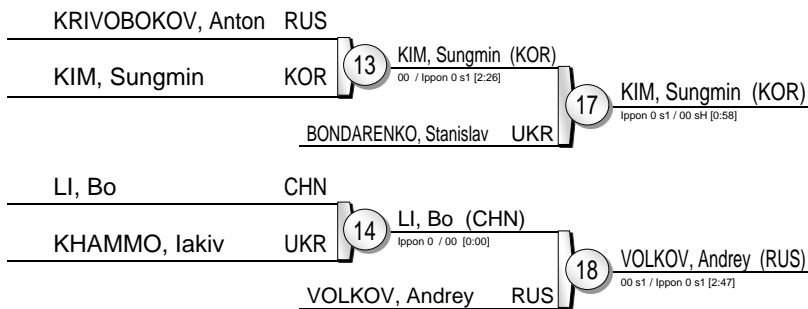 KRIVOBOKOV, Anton RUS
13
KIM, Sungmin (KOR)
00 / Ippon 0 s1 [2:26]
KIM, Sungmin KOR
17
KIM, Sungmin (KOR)
Ippon 0 s1 / 00 sH [0:58]
BONDARENKO, Stanislav UKR
LI, Bo CHN
14
LI, Bo (CHN)
Ippon 0 / 00 [0:00]
KHAMMO, Iakiv UKR
18
VOLKOV, Andrey (RUS)
00 s1 / Ippon 0 s1 [2:47]
VOLKOV, Andrey RUS